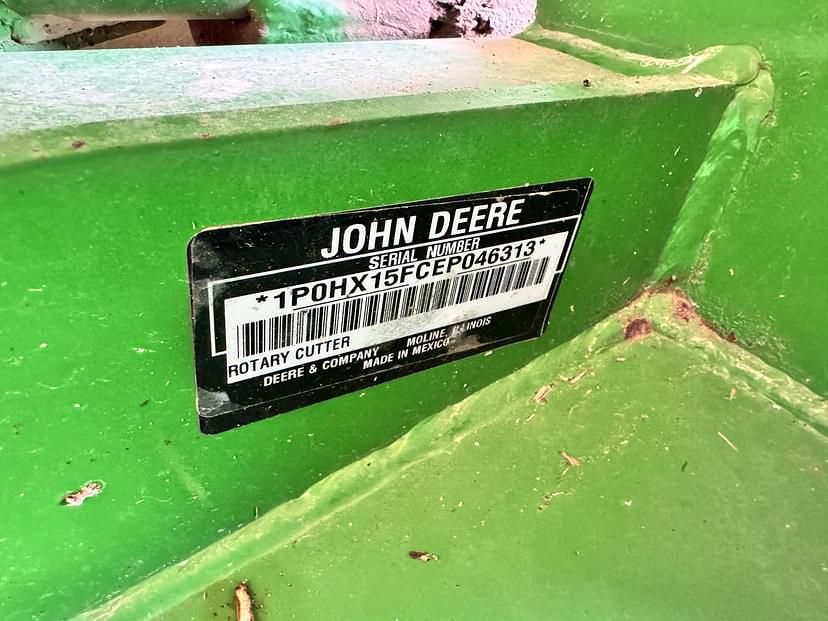 JOHN DEERE
SERIAL NUMBER
*1P0HX15FCEP046313*
ROTARY CUTTER
DEERE & COMPANY MOLINE, ILLINOIS
MADE IN MEXICO